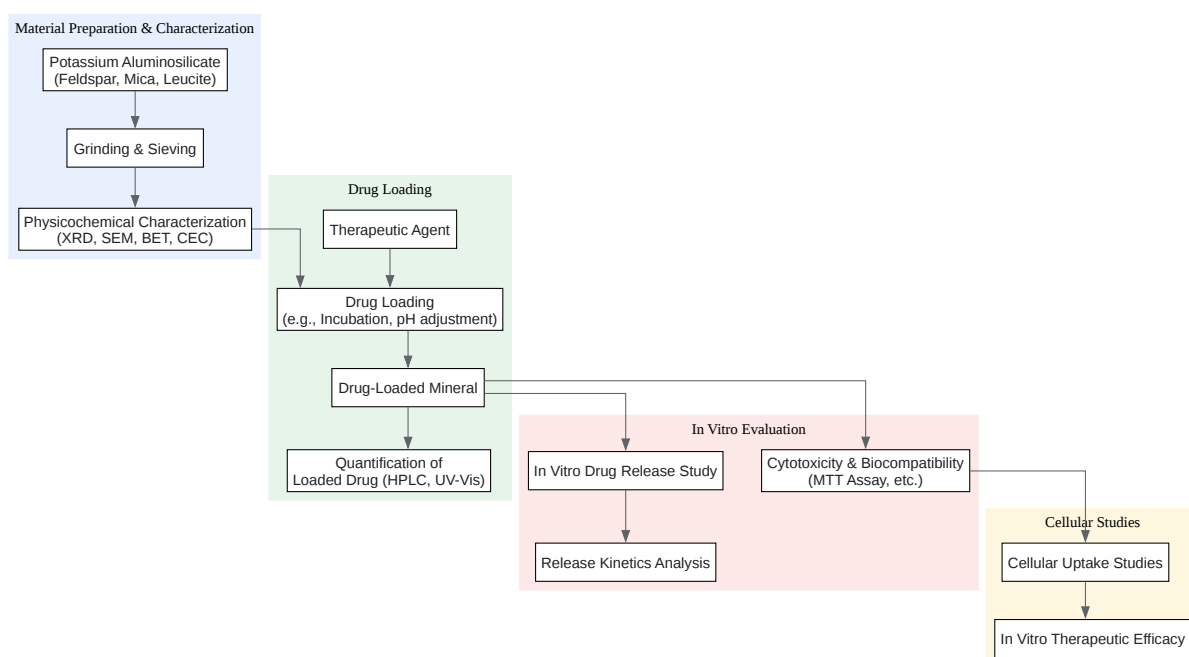 Material Preparation & Characterization
Potassium Aluminosilicate
(Feldspar, Mica, Leucite)
Grinding & Sieving
Physicochemical Characterization
(XRD, SEM, BET, CEC)
Drug Loading
Therapeutic Agent
Drug Loading
(e.g., Incubation, pH adjustment)
Drug-Loaded Mineral
Quantification of
Loaded Drug (HPLC, UV-Vis)
In Vitro Evaluation
In Vitro Drug Release Study
Release Kinetics Analysis
Cytotoxicity & Biocompatibility
(MTT Assay, etc.)
Cellular Studies
Cellular Uptake Studies
In Vitro Therapeutic Efficacy